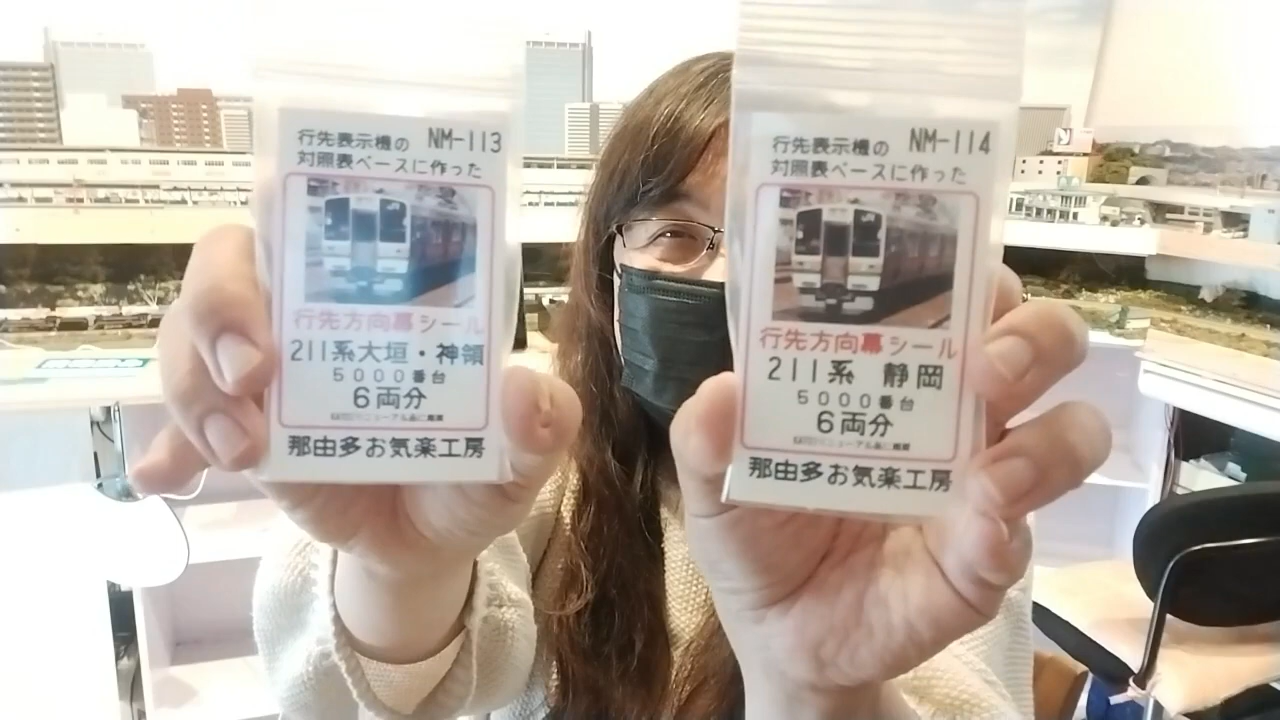 行先表示機の NM-113
対照表ベースに作った
行先方向幕シール
211系大垣・神領
5000番台
6両分
那由多お気楽工房
行先表示機の NM-114
対照表ベースに作った
行先方向幕シール
211系 静岡
5000番台
6両分
那由多お気楽工房